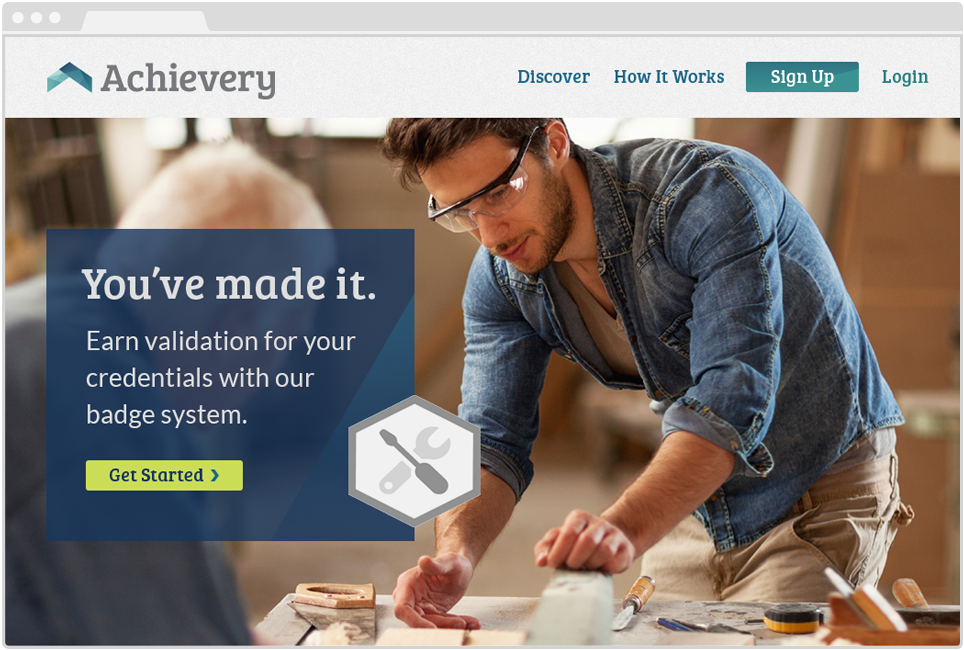 Achievery
Discover
How It Works
Sign Up
Login
You've made it.
Earn validation for your
credentials with our
badge system.
Get Started ›